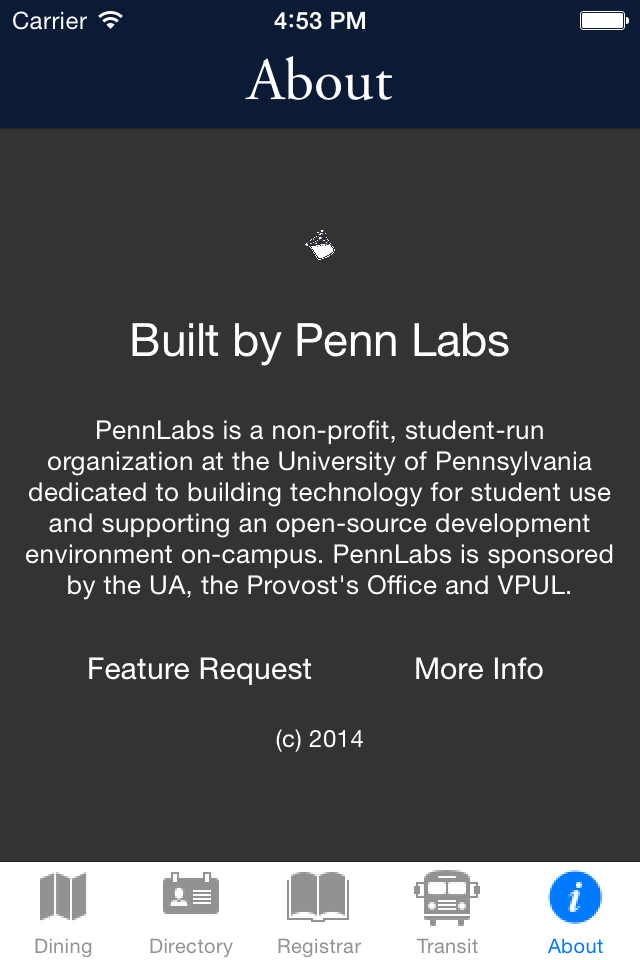 Carrier 4:53 PM
About
Built by Penn Labs
PennLabs is a non-profit, student-run
organization at the University of Pennsylvania
dedicated to building technology for student use
and supporting an open-source development
environment on-campus. PennLabs is sponsored
by the UA, the Provost's Office and VPUL.
Feature Request More Info
(c) 2014
Dining Directory Registrar Transit About